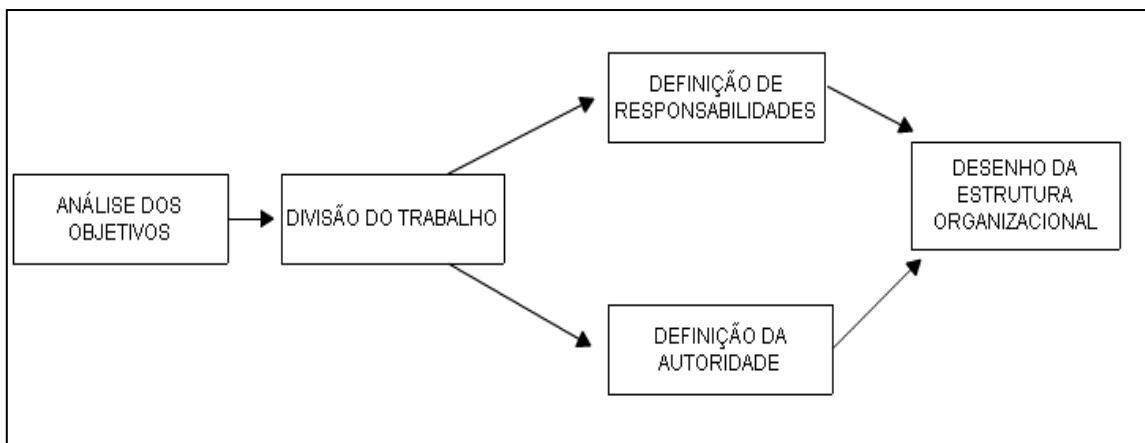 ANÁLISE DOS
OBJETIVOS
DIVISÃO DO TRABALHO
DEFINIÇÃO DE
RESPONSABILIDADES
DEFINIÇÃO DA
AUTORIDADE
DESENHO DA
ESTRUTURA
ORGANIZACIONAL